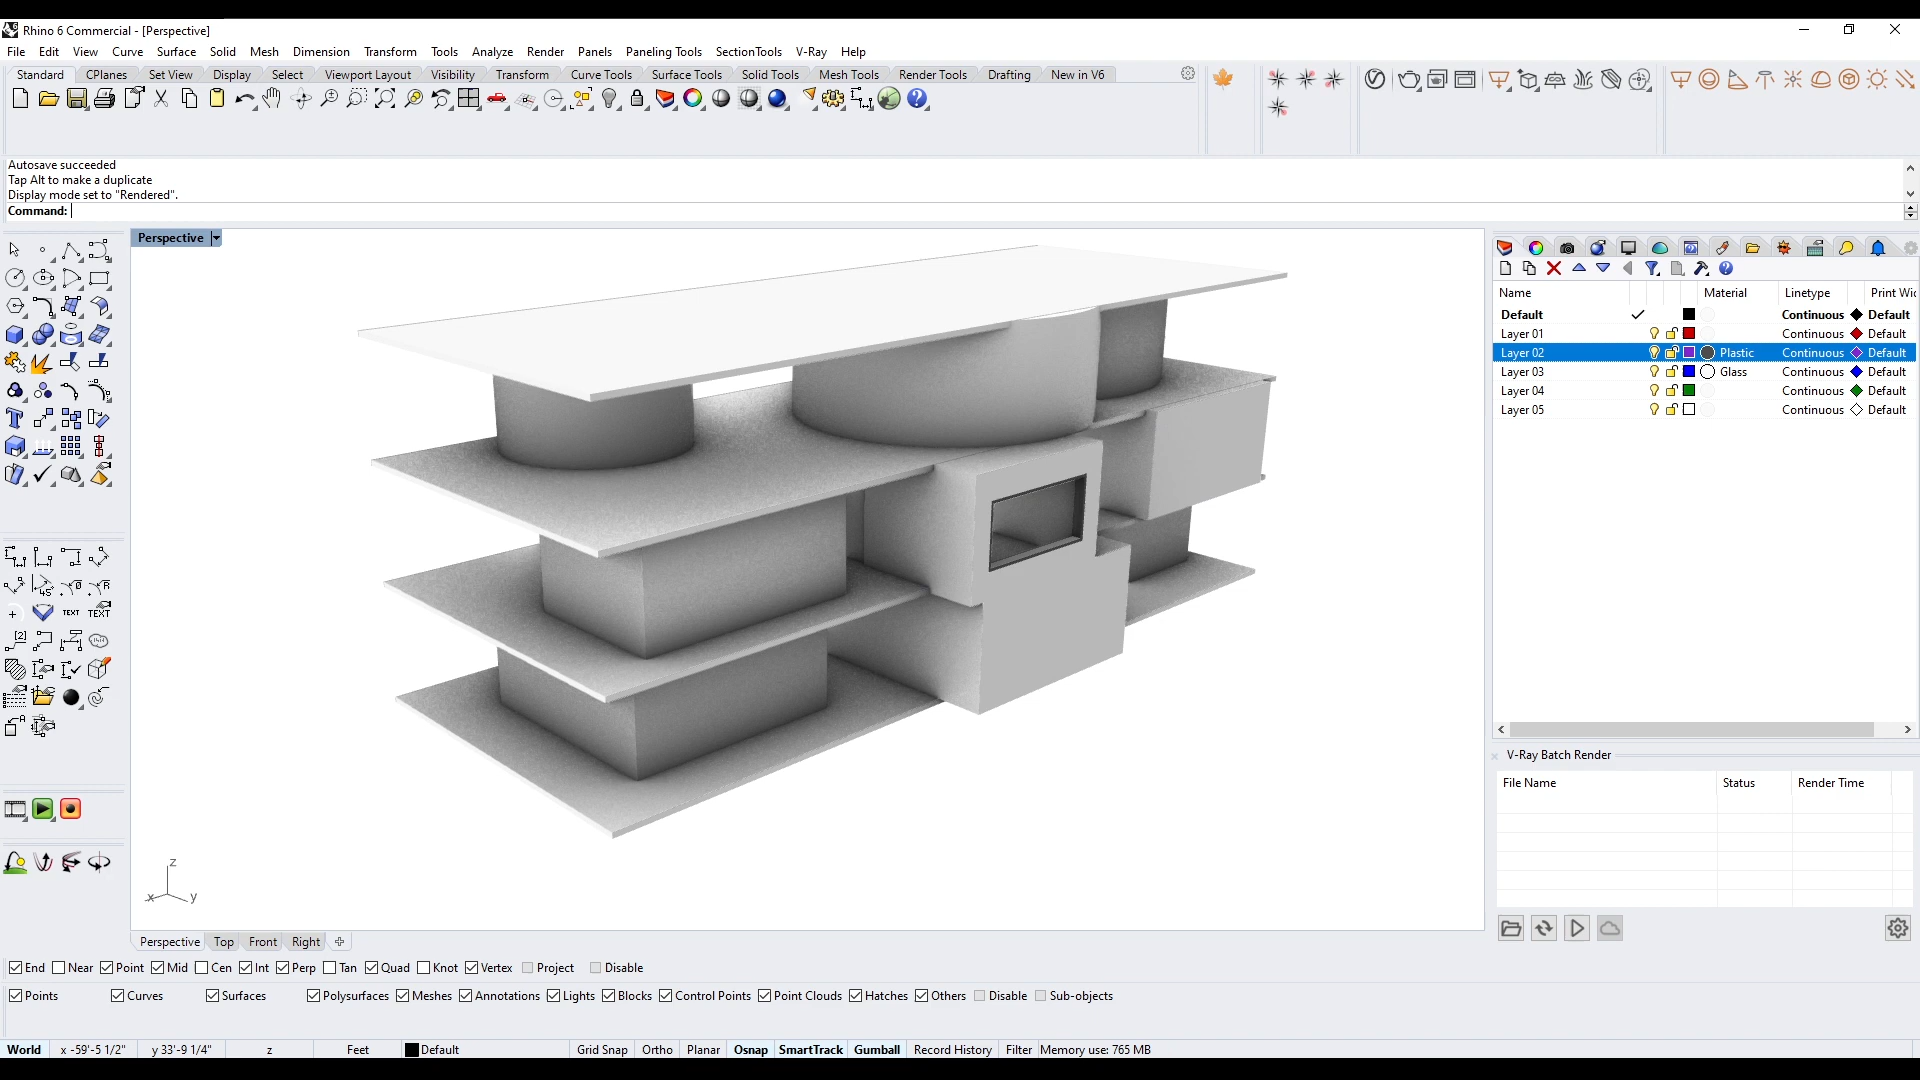 Rhino 6 Commercial - [Perspective]
File Edit View Curve Surface Solid Mesh Dimension Transform Tools Analyze Render Panels Paneling Tools SectionTools V-Ray Help
Standard CPlanes Set View Display Select Viewport Layout Visibility Transform Curve Tools Surface Tools Solid Tools Mesh Tools Render Tools Drafting New in V6
Autosave succeeded
Tap Alt to make a duplicate
Display mode set to "Rendered".
Command:
Perspective
Name Material Linetype Print Wi
Default Continuous Default
Layer 01 Continuous Default
Layer 02 Plastic Continuous Default
Layer 03 Glass Continuous Default
Layer 04 Continuous Default
Layer 05 Continuous Default
TEXT TEXT
V-Ray Batch Render
File Name Status Render Time
z
x y
Perspective Top Front Right
End Near Point Mid Cen Int Perp Tan Quad Knot Vertex Project Disable
Points Curves Surfaces Polysurfaces Meshes Annotations Lights Blocks Control Points Point Clouds Hatches Others Disable Sub-objects
World x -59'-5 1/2" y 33'-9 1/4" z Feet Default Grid Snap Ortho Planar Osnap SmartTrack Gumball Record History Filter Memory use: 765 MB